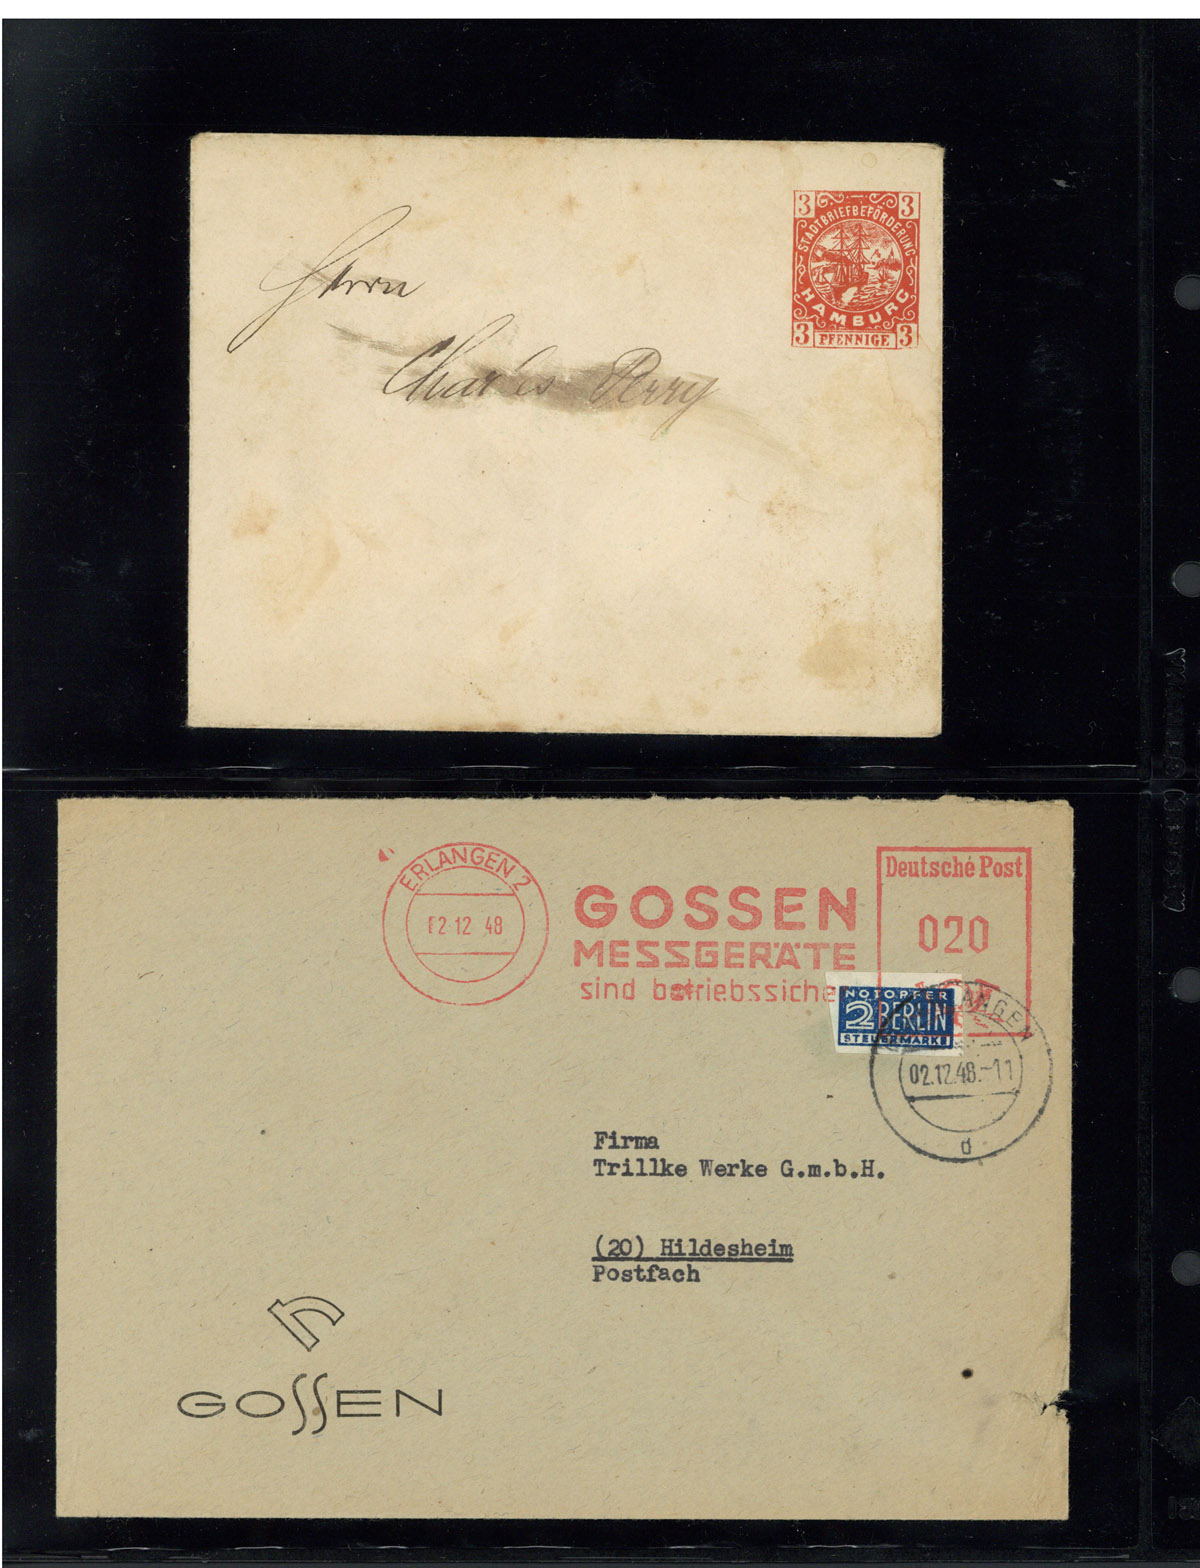 3 3
STADTBRIEFBEFÖRDERUNG
HAMBURG
3 PFENNIGE 3
Herrn
Charles Perry
ERLANGEN 2
02 12 48
GOSSEN
MESSGERÄTE
sind betriebssiche
Deutsche Post
020
NOTOPFER
2 BERLIN
STEUERMARKE
02.12.48.-11
d
Firma
Trillke Werke G.m.b.H.
(20) Hildesheim
Postfach
GOSSEN